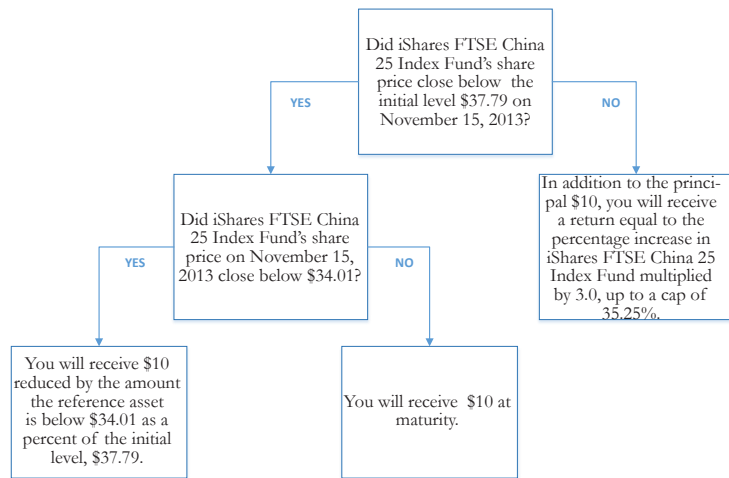 Did iShares FTSE China
25 Index Fund's share
price close below the
initial level $37.79 on
November 15, 2013?
YES
NO
Did iShares FTSE China
25 Index Fund's share
price on November 15,
2013 close below $34.01?
In addition to the princi-
pal $10, you will receive
a return equal to the
percentage increase in
iShares FTSE China 25
Index Fund multiplied
by 3.0, up to a cap of
35.25%.
YES
NO
You will receive $10
reduced by the amount
the reference asset
is below $34.01 as a
percent of the initial
level, $37.79.
You will receive $10 at
maturity.